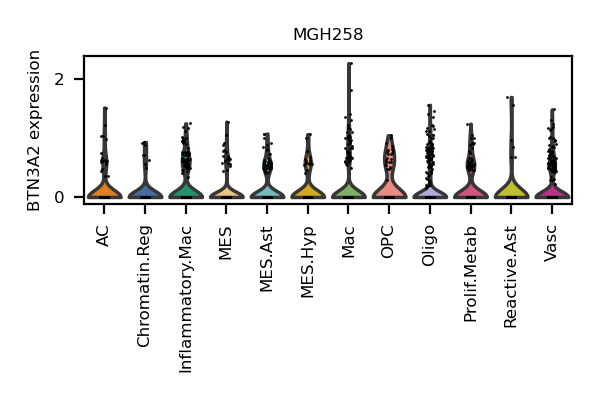 MGH258
BTN3A2 expression
2
0
AC
Chromatin.Reg
Inflammatory.Mac
MES
MES.Ast
MES.Hyp
Mac
OPC
Oligo
Prolif.Metab
Reactive.Ast
Vasc